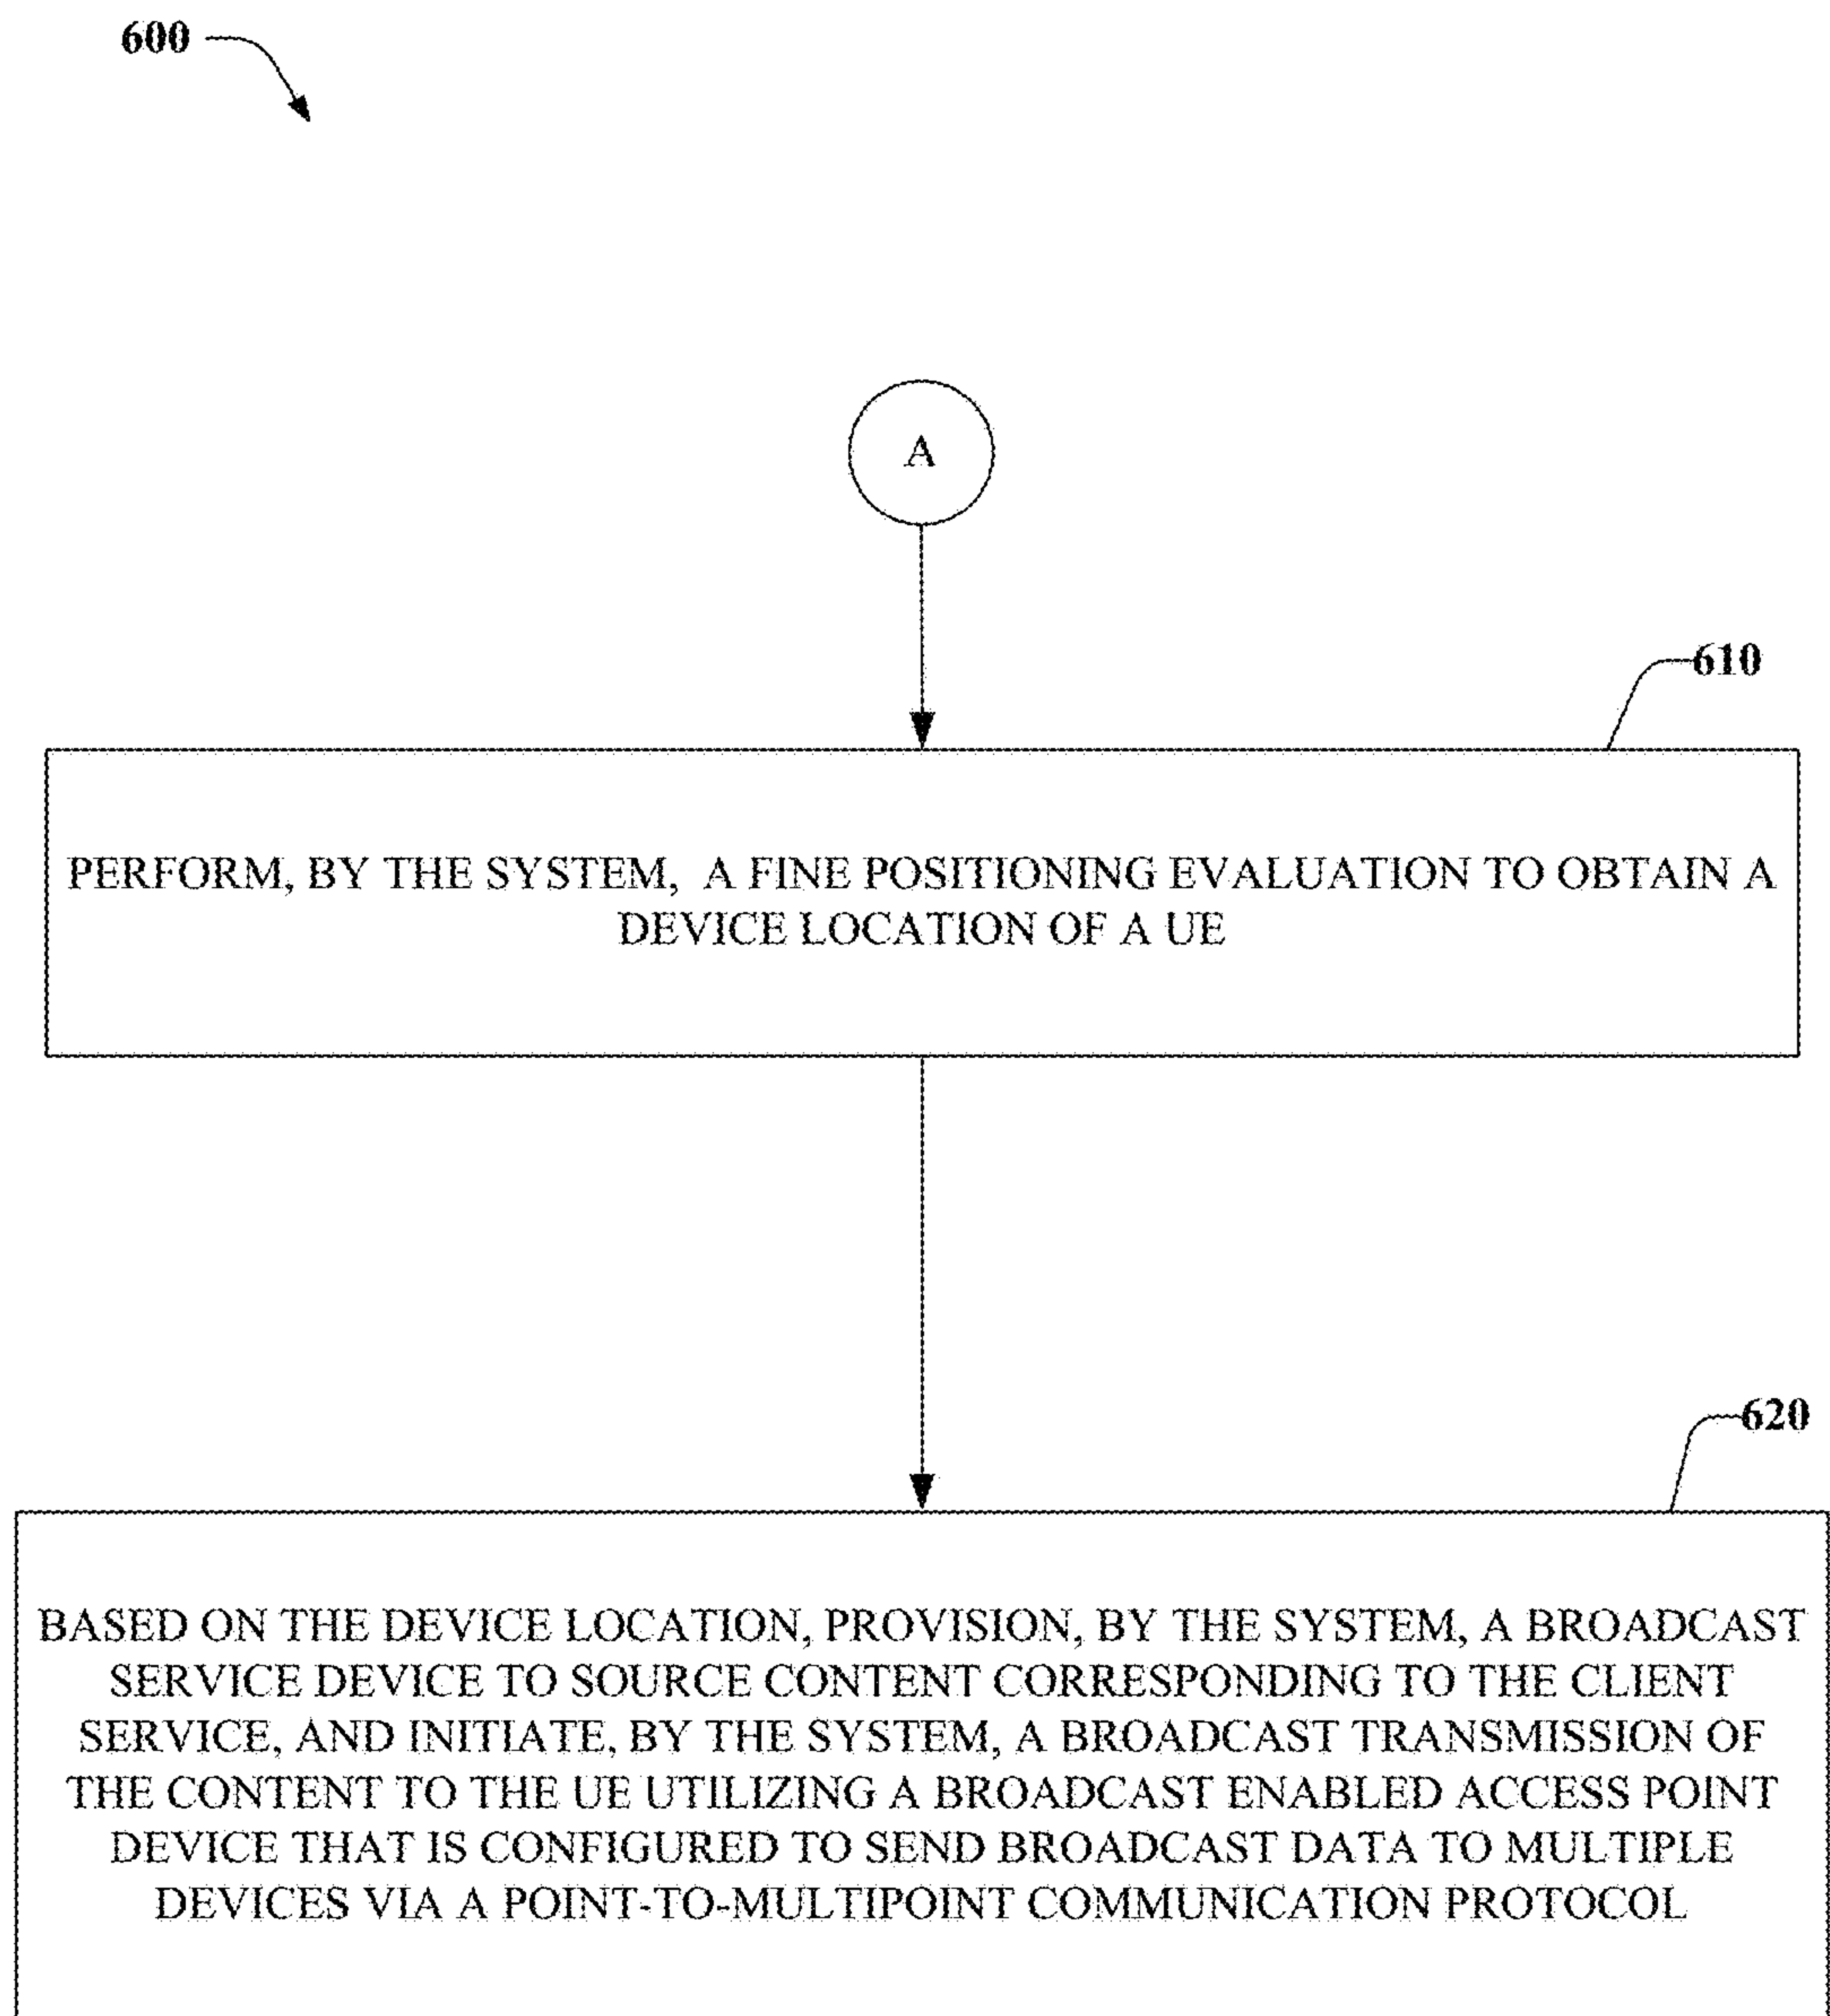 600
A
610
PERFORM, BY THE SYSTEM, A FINE POSITIONING EVALUATION TO OBTAIN A
DEVICE LOCATION OF A UE
620
BASED ON THE DEVICE LOCATION, PROVISION, BY THE SYSTEM, A BROADCAST
SERVICE DEVICE TO SOURCE CONTENT CORRESPONDING TO THE CLIENT
SERVICE, AND INITIATE, BY THE SYSTEM, A BROADCAST TRANSMISSION OF
THE CONTENT TO THE UE UTILIZING A BROADCAST ENABLED ACCESS POINT
DEVICE THAT IS CONFIGURED TO SEND BROADCAST DATA TO MULTIPLE
DEVICES VIA A POINT-TO-MULTIPOINT COMMUNICATION PROTOCOL